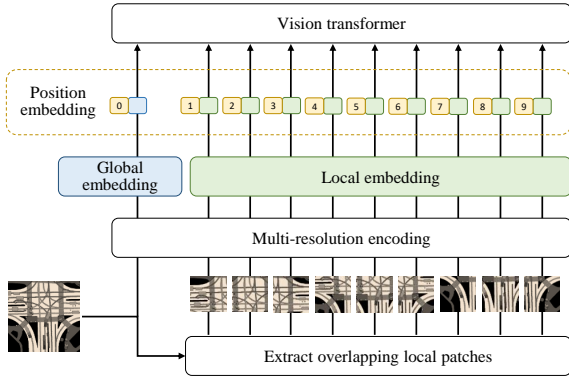 Vision transformer
Position
embedding
0 1 2 3 4 5 6 7 8 9
Global
embedding
Local embedding
Multi-resolution encoding
Extract overlapping local patches